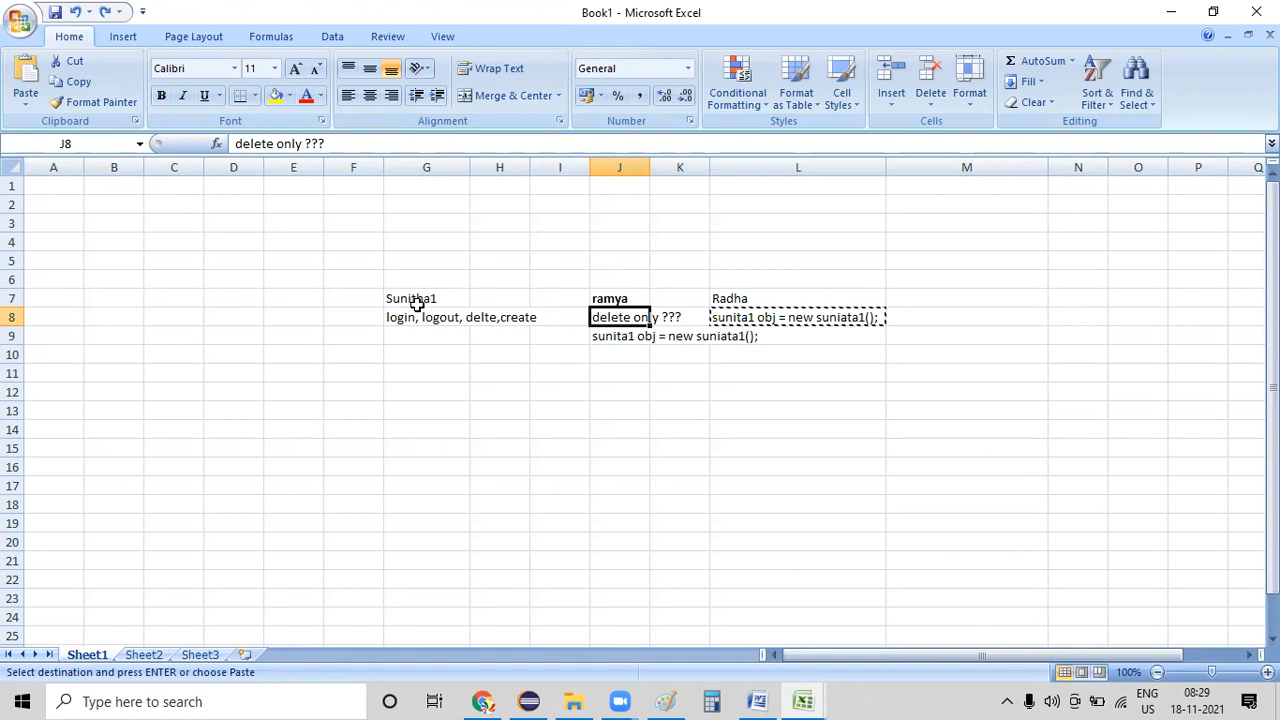 Book1 - Microsoft Excel
Home Insert Page Layout Formulas Data Review View
Paste
Cut
Copy
Format Painter
Clipboard
Calibri 11
B I U
Font
Wrap Text
Merge & Center
Alignment
General
% ,
Number
Conditional Formatting
Format as Table
Cell Styles
Styles
Insert Delete Format
Cells
AutoSum
Fill
Clear
Sort & Filter
Find & Select
Editing
J8 fx delete only ???
A B C D E F G H I J K L M N O P Q
1
2
3
4
5
6
7 Sunitha1 ramya Radha
8 login, logout, delte,create delete only ??? sunita1 obj = new suniata1();
9 sunita1 obj = new suniata1();
10
11
12
13
14
15
16
17
18
19
20
21
22
23
24
25
Sheet1 Sheet2 Sheet3
Select destination and press ENTER or choose Paste 100%
Type here to search
ENG
US
08:29
18-11-2021